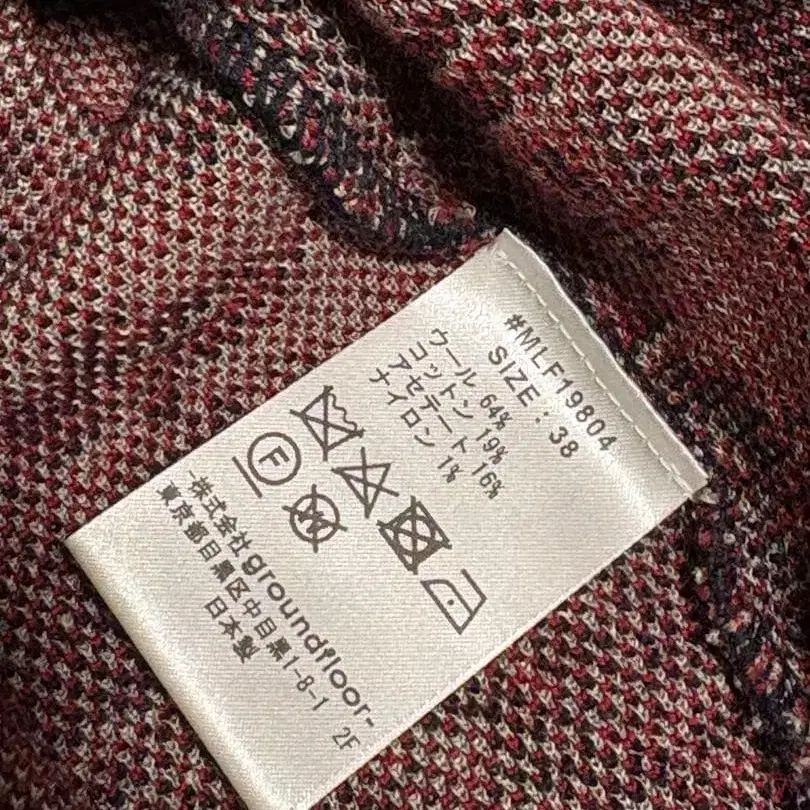 #MLF19804
SIZE : 38
ウール 64%
コットン 19%
アセテート 16%
ナイロン 1%
F
W
-株式会社groundfloor-
東京都目黒区中目黒1-8-1 2F
日本製